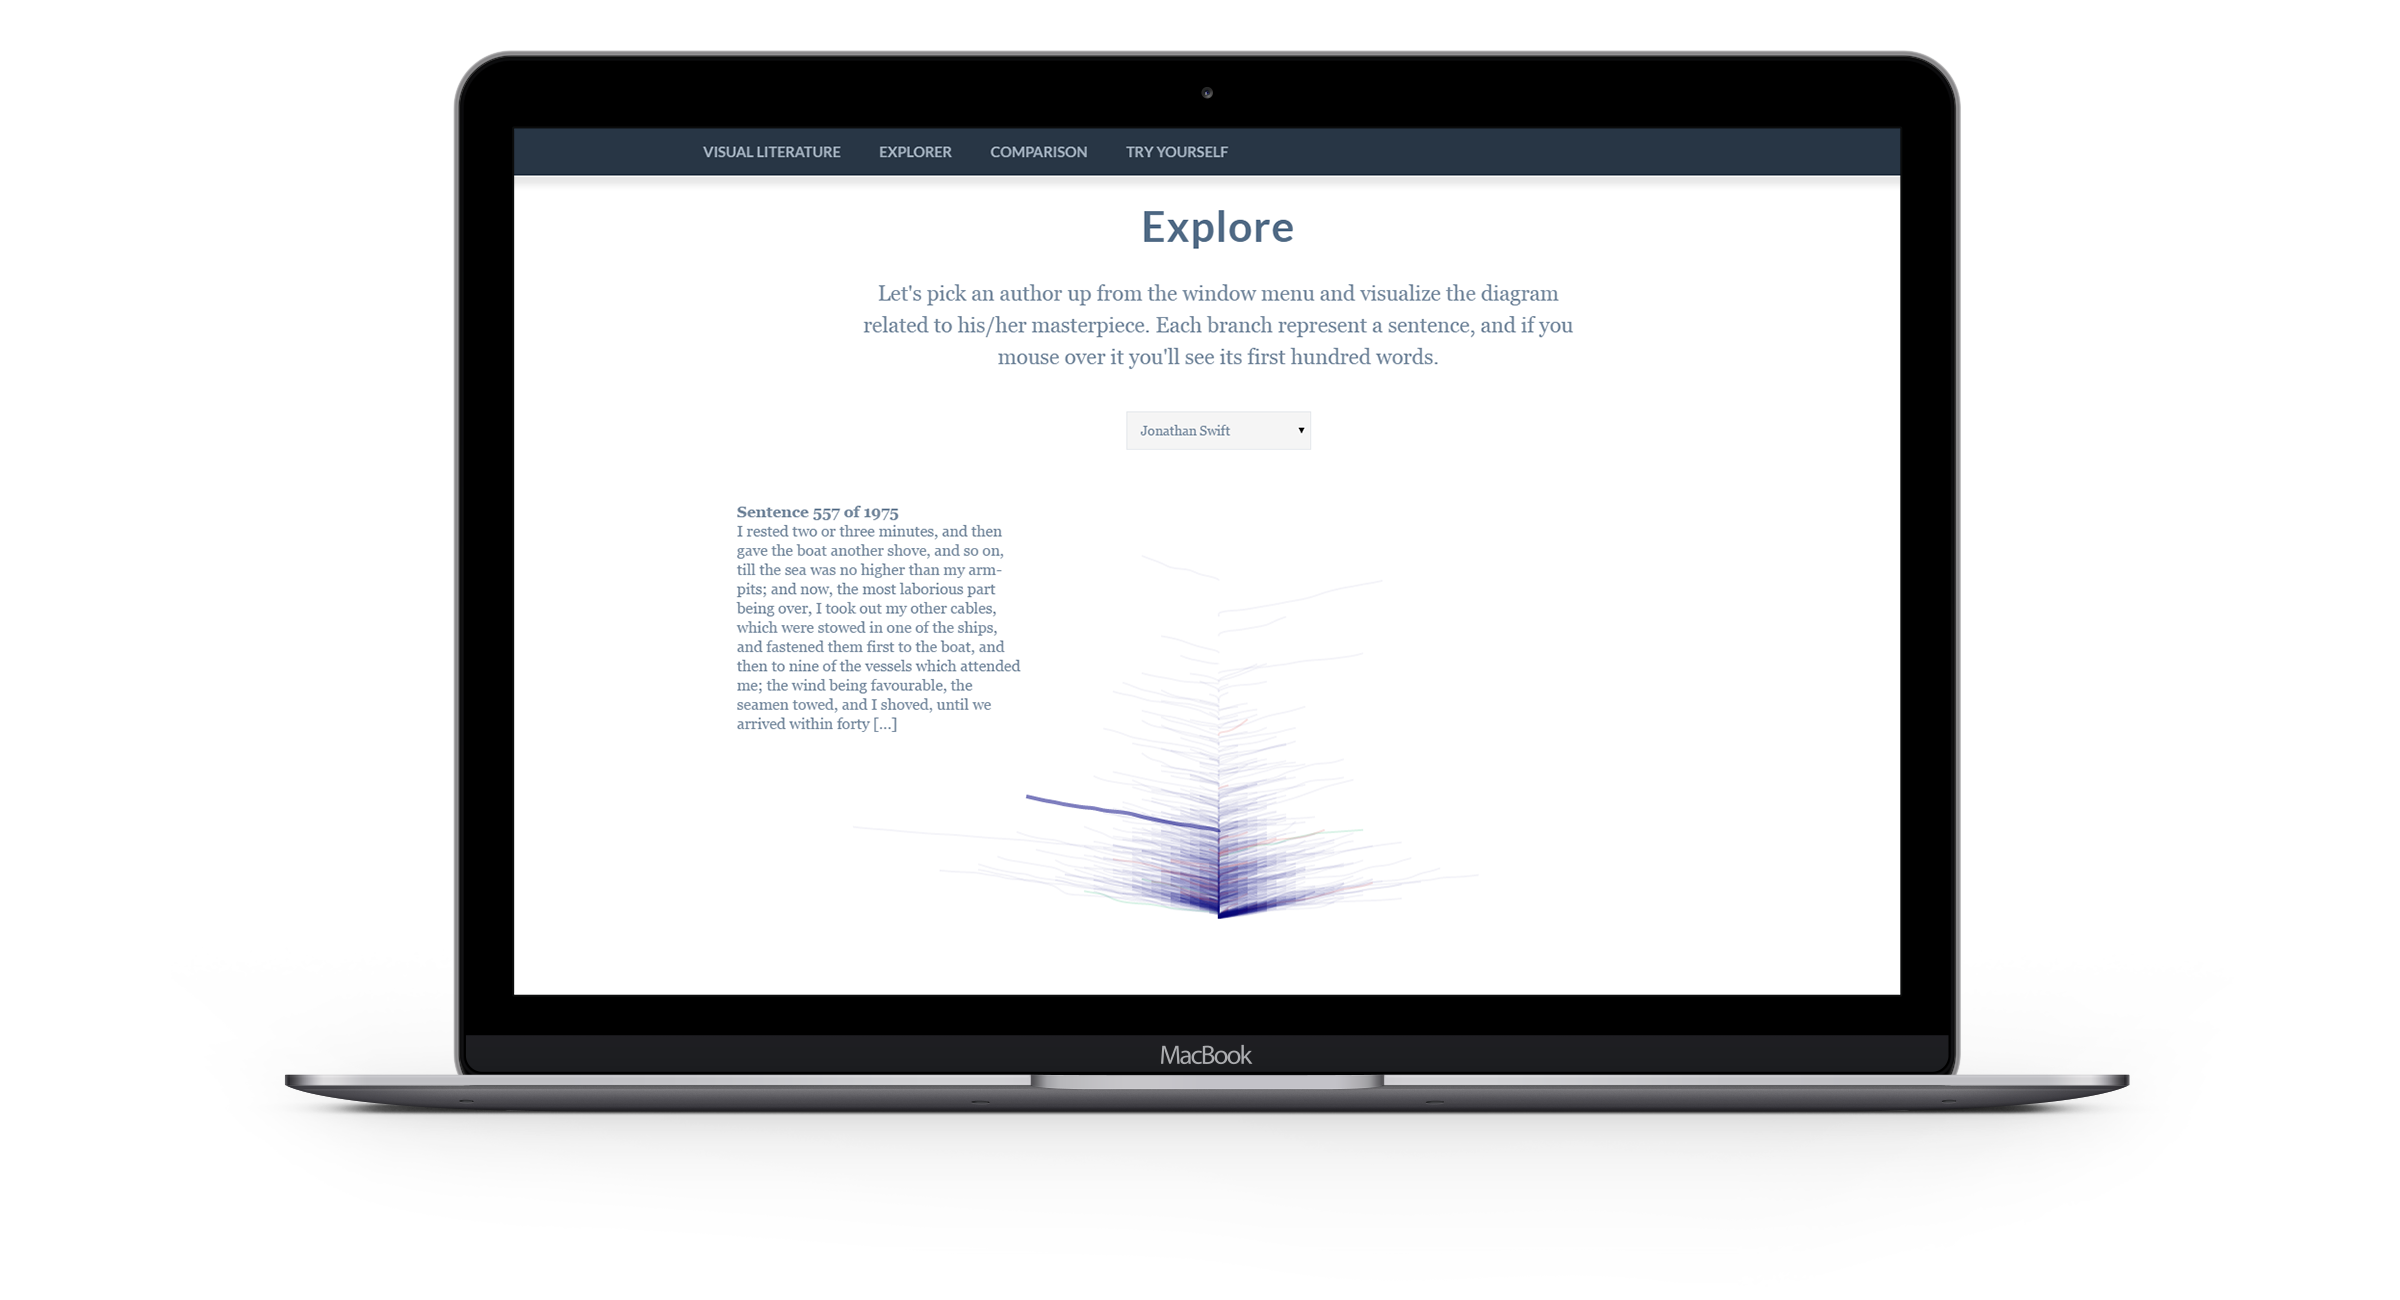 VISUAL LITERATURE EXPLORER COMPARISON TRY YOURSELF
Explore
Let's pick an author up from the window menu and visualize the diagram
related to his/her masterpiece. Each branch represent a sentence, and if you
mouse over it you'll see its first hundred words.
Jonathan Swift
Sentence 557 of 1975
I rested two or three minutes, and then
gave the boat another shove, and so on,
till the sea was no higher than my arm-
pits; and now, the most laborious part
being over, I took out my other cables,
which were stowed in one of the ships,
and fastened them first to the boat, and
then to nine of the vessels which attended
me; the wind being favourable, the
seamen towed, and I shoved, until we
arrived within forty [...]
MacBook